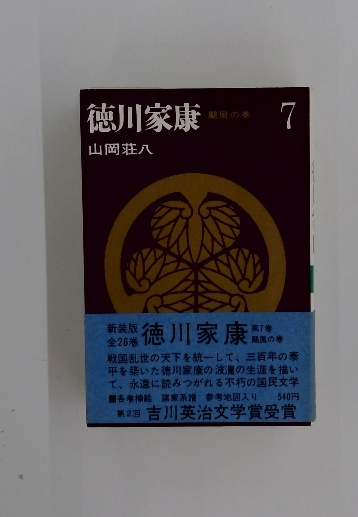 徳川家康 颶風の巻 7
山岡荘八
新装版
全26巻
徳川家康
第7巻
颶風の巻
戦国乱世の天下を統一して、三百年の泰
平を築いた徳川家康の波瀾の生涯を描い
て、永遠に読みつがれる不朽の国民文学
■各巻挿絵 諸家系譜 参考地図入り 540円
第2回 吉川英治文学賞受賞